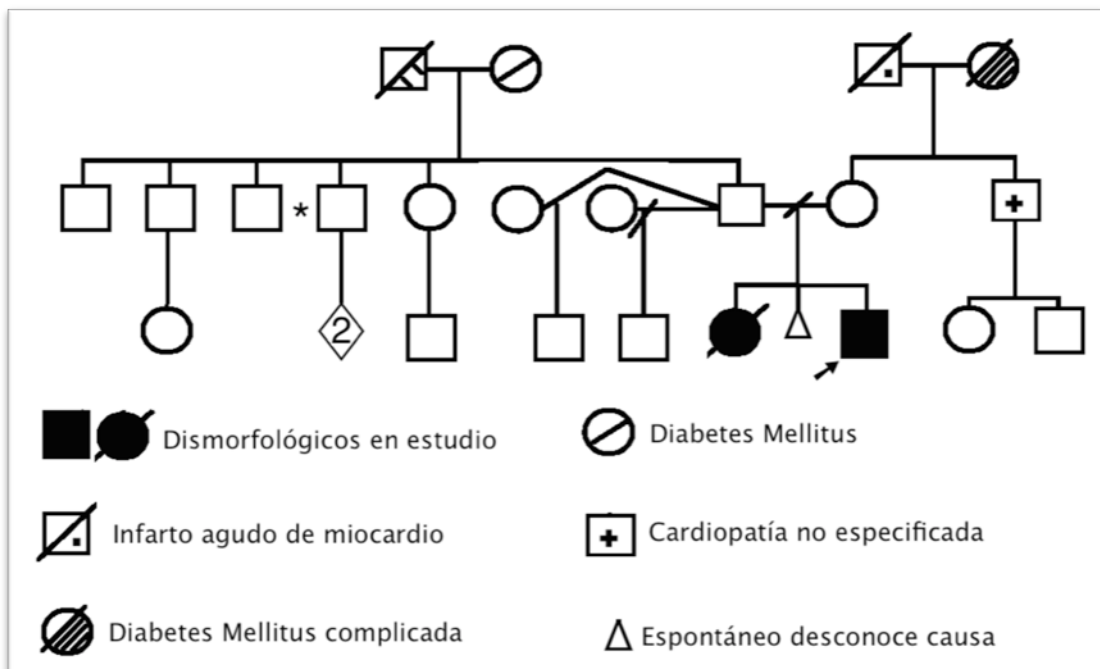 *
2
Dismorfológicos en estudio
Diabetes Mellitus
Infarto agudo de miocardio
Cardiopatía no especificada
Diabetes Mellitus complicada
Espontáneo desconoce causa